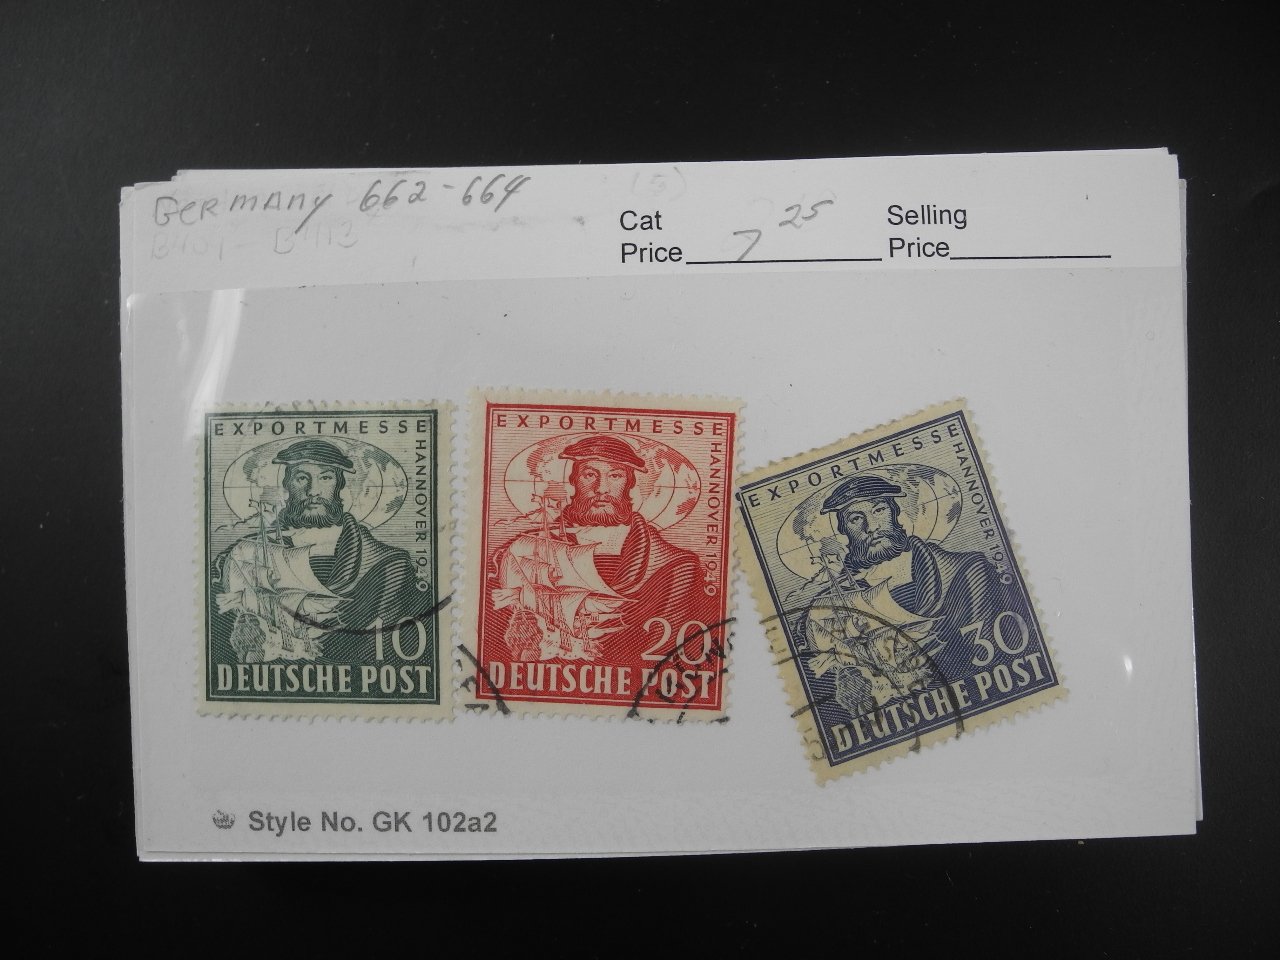 Germany 662-664
(5)
Cat
Price 7 25
Selling
Price
EXPORTMESSE
HANNOVER 1949
10
DEUTSCHE POST
EXPORTMESSE
HANNOVER 1949
20
DEUTSCHE POST
EXPORTMESSE
HANNOVER 1949
30
DEUTSCHE POST
Style No. GK 102a2